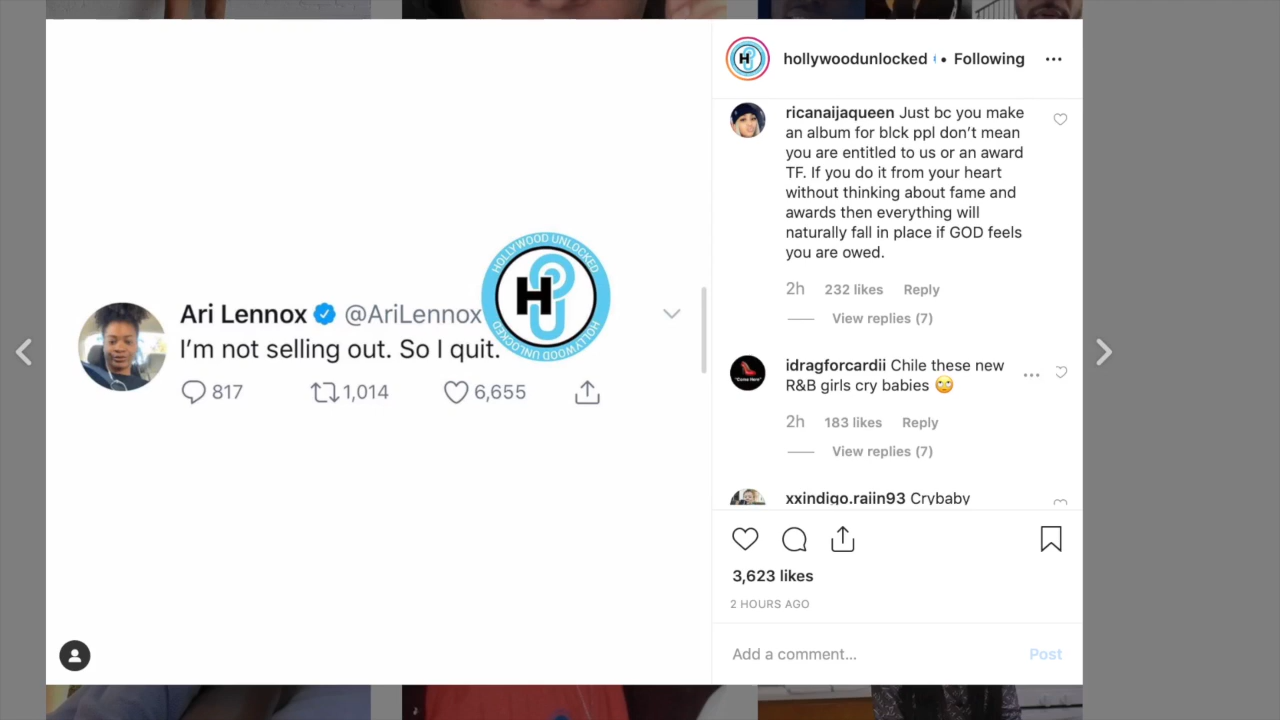 hollywoodunlocked • Following
ricanaijaqueen Just bc you make
an album for blck ppl don't mean
you are entitled to us or an award
TF. If you do it from your heart
without thinking about fame and
awards then everything will
naturally fall in place if GOD feels
you are owed.
2h 232 likes Reply
View replies (7)
idragforcardii Chile these new
R&B girls cry babies 🙄
2h 183 likes Reply
View replies (7)
xxindigo.raiin93 Crybaby
3,623 likes
2 HOURS AGO
Add a comment... Post
HOLLYWOOD UNLOCKED
H
HOLLYWOOD UNLOCKED
Ari Lennox @AriLennox
I'm not selling out. So I quit.
817 1,014 6,655